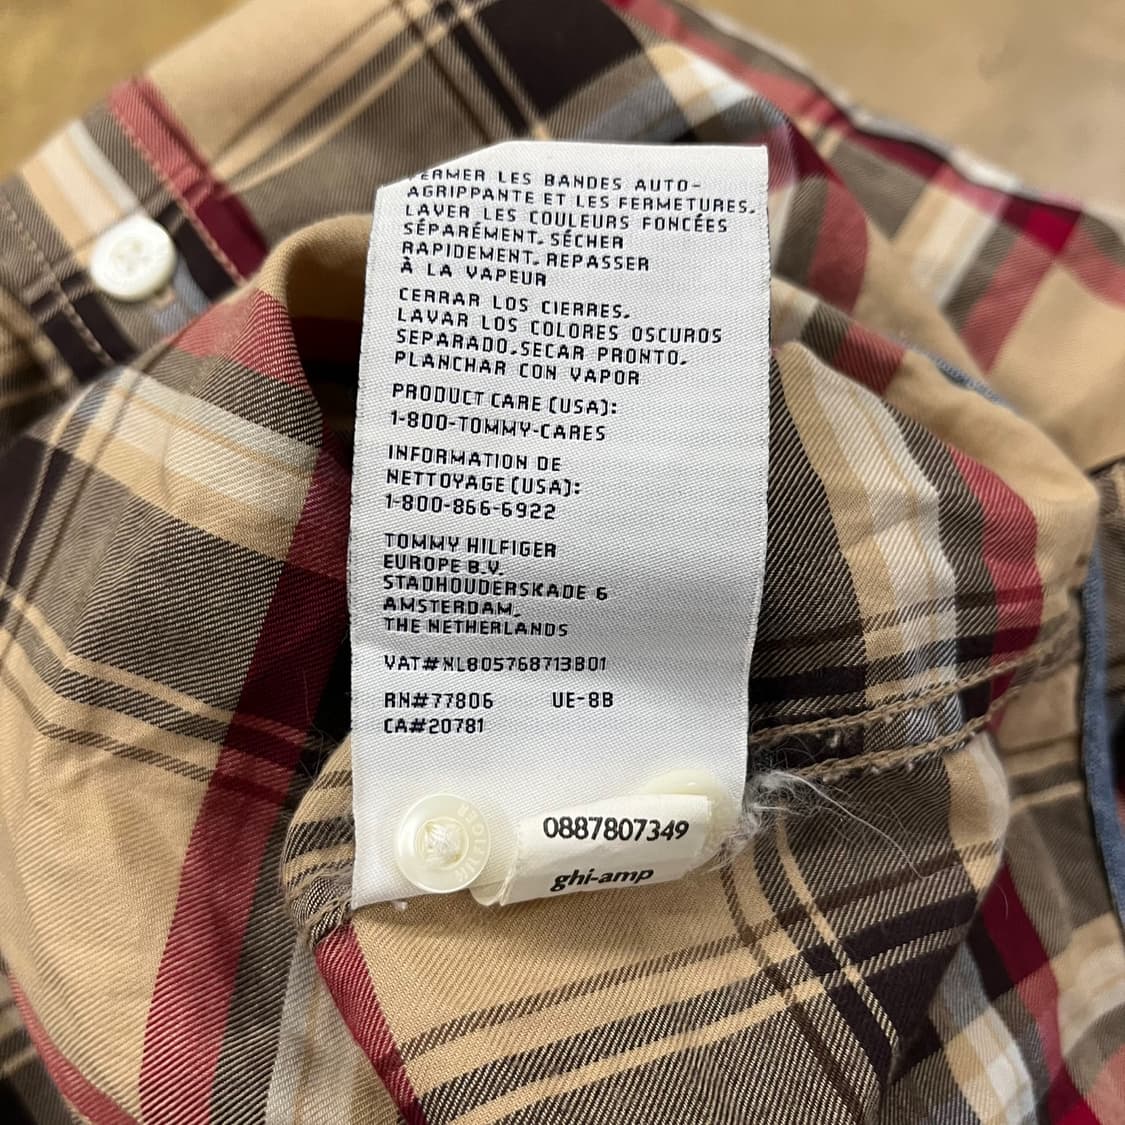 FERMER LES BANDES AUTO-
AGRIPPANTE ET LES FERMETURES.
LAVER LES COULEURS FONCÉES
SÉPARÉMENT. SÉCHER
RAPIDEMENT. REPASSER
À LA VAPEUR
CERRAR LOS CIERRES.
LAVAR LOS COLORES OSCUROS
SEPARADO.SECAR PRONTO.
PLANCHAR CON VAPOR
PRODUCT CARE (USA):
1-800-TOMMY-CARES
INFORMATION DE
NETTOYAGE (USA):
1-800-866-6922
TOMMY HILFIGER
EUROPE B.V.
STADHOUDERSKADE 6
AMSTERDAM,
THE NETHERLANDS
VAT#NL805768713B01
RN#77806 UE-8B
CA#20781
0887807349
ghi-amp